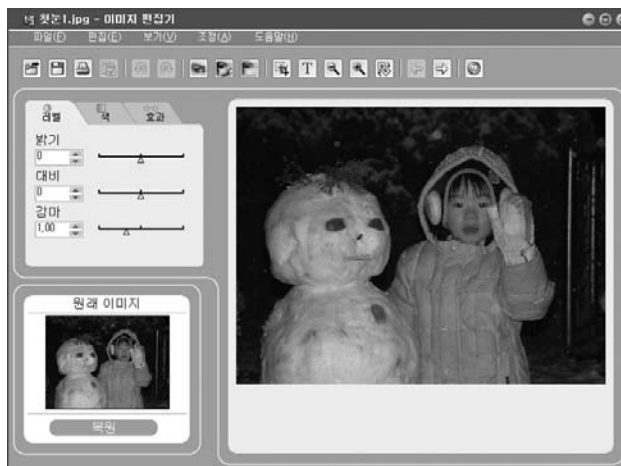 첫눈1.jpg - 이미지 편집기
파일(F) 편집(E) 보기(V) 조정(A) 도움말(H)
T
레벨 색 효과
밝기
0
대비
0
감마
1,00
원래 이미지
복원